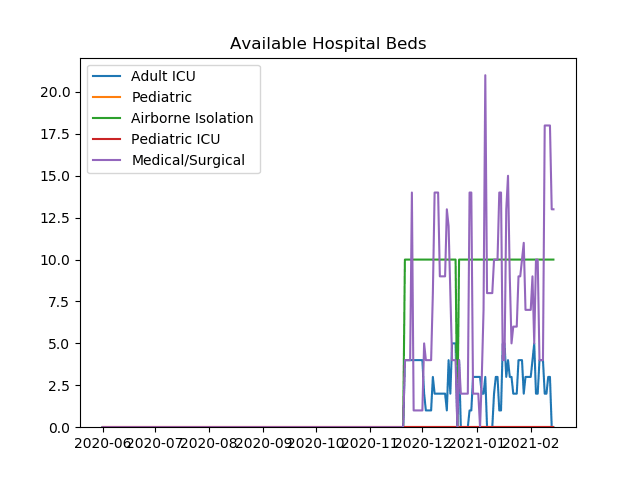 Available Hospital Beds
Adult ICU
Pediatric
Airborne Isolation
Pediatric ICU
Medical/Surgical
20.0
17.5
15.0
12.5
10.0
7.5
5.0
2.5
0.0
2020-06 2020-07 2020-08 2020-09 2020-10 2020-11 2020-12 2021-01 2021-02